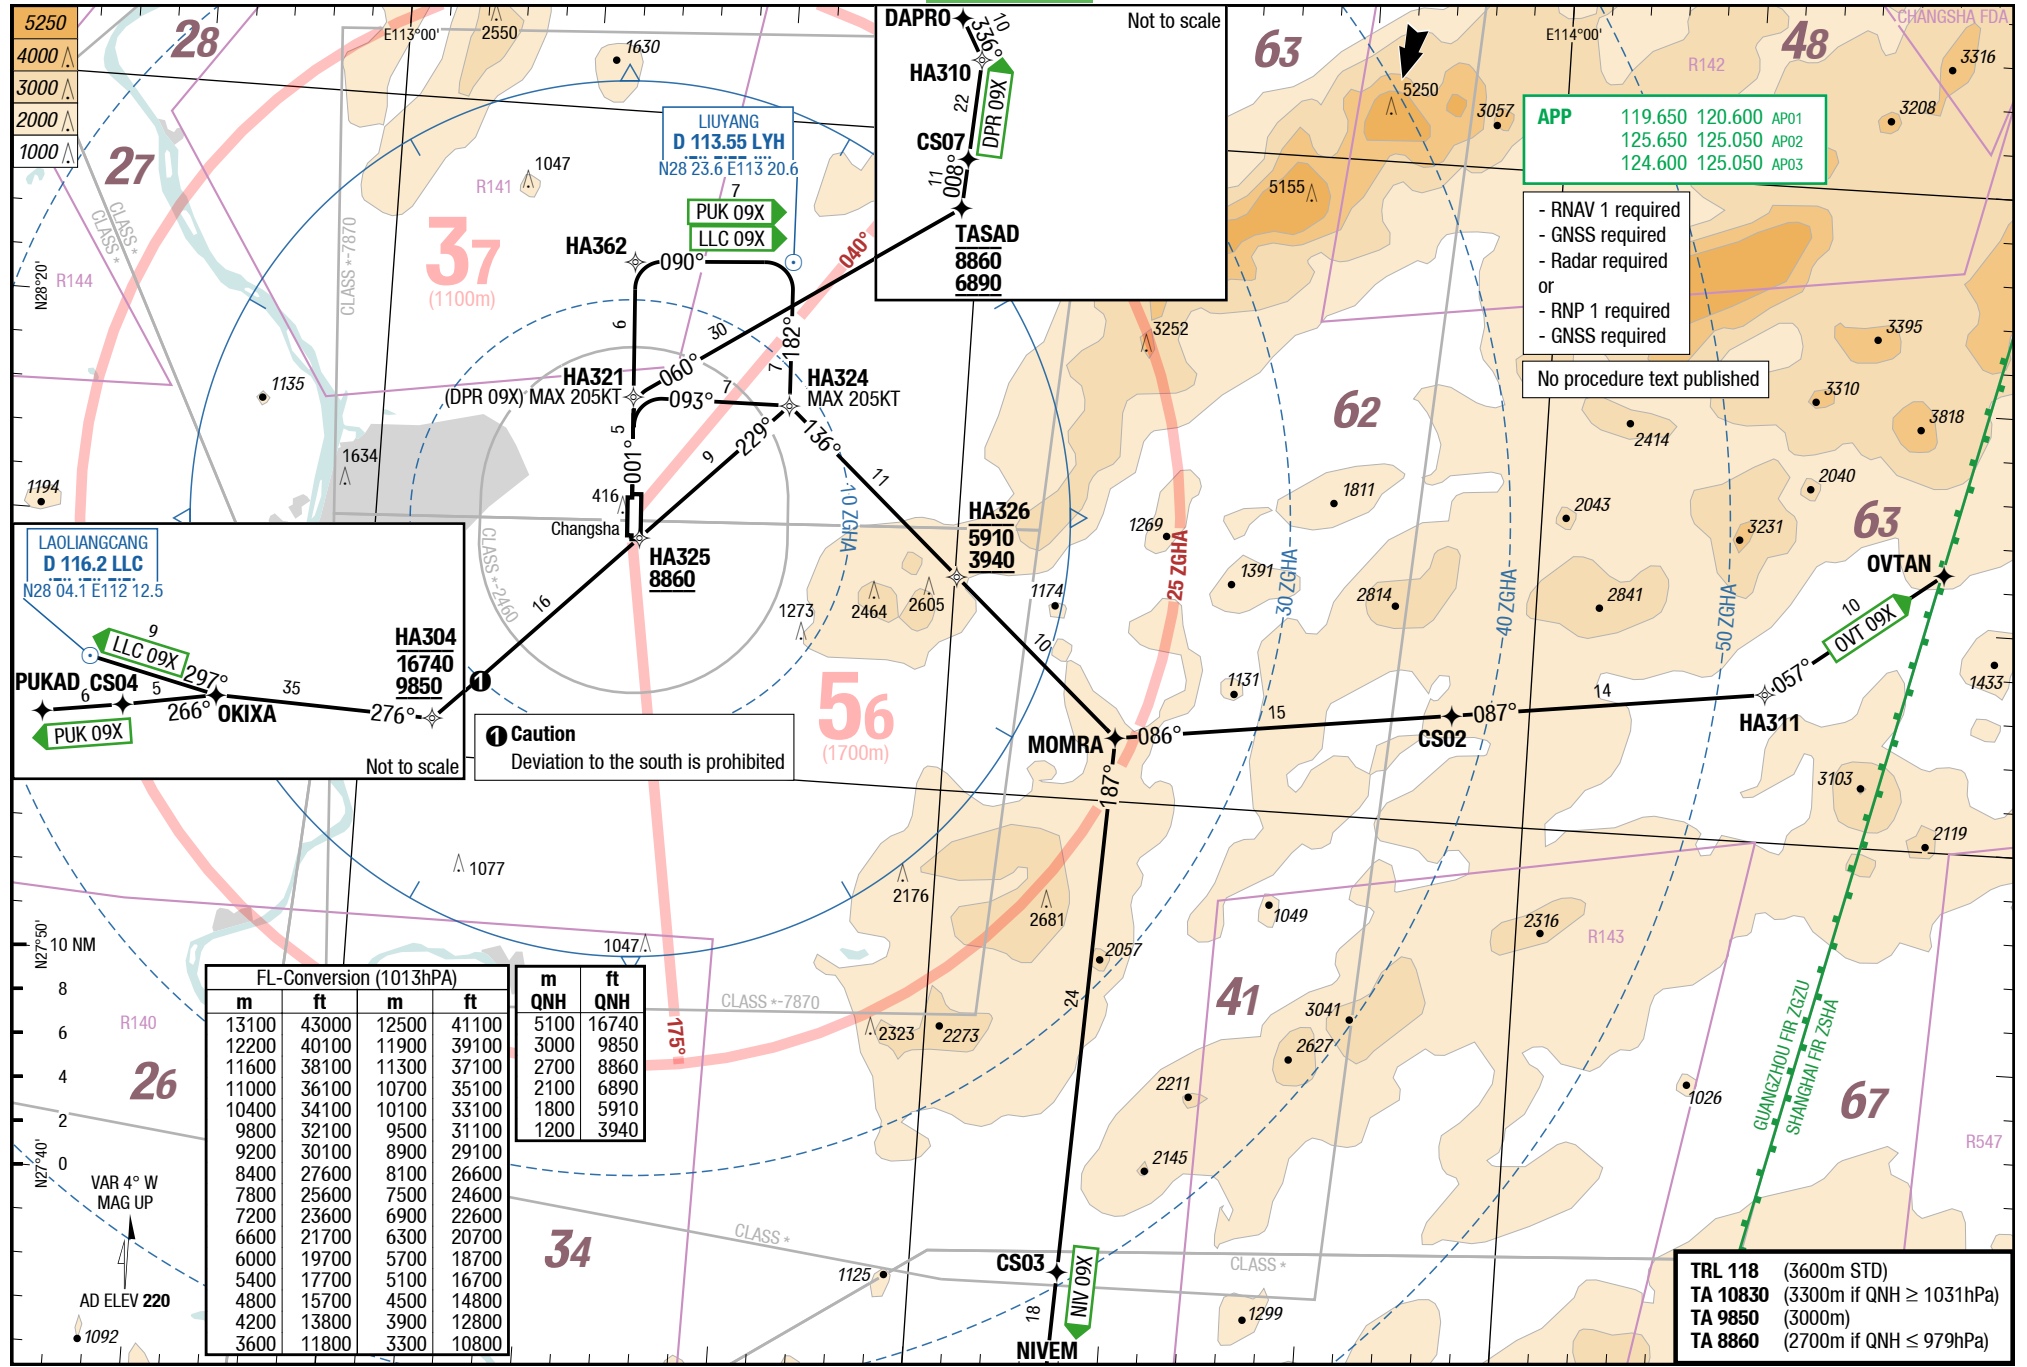 5250
4000
3000
2000
1000
28
27
E113°00'
2550
1630
LIUYANG
D 113.55 LYH
N28 23.6 E113 20.6
7
PUK 09X
LLC 09X
1047
R141
R144
N28°20'
CLASS *
CLASS *
CLASS *-7870
37
(1100m)
HA362
090°
040°
6
30
182°
7
060°
HA321
(DPR 09X) MAX 205KT
7
093°
HA324
MAX 205KT
5
001°
229°
9
136°
11
1135
1634
1194
416
Changsha
HA325
8860
CLASS *-2460
10 ZGHA
DAPRO
10
336°
Not to scale
HA310
22
DPR 09X
CS07
11
008°
TASAD
8860
6890
63
E114°00'
48
CHANGSHA FDA
R142
3316
3208
5250
3057
5155
APP 119.650 120.600 AP01
125.650 125.050 AP02
124.600 125.050 AP03
- RNAV 1 required
- GNSS required
- Radar required
or
- RNP 1 required
- GNSS required
No procedure text published
3252
3395
3310
3818
62
2414
2040
1811
2043
3231
63
1269
25 ZGHA
1391
30 ZGHA
2814
40 ZGHA
2841
50 ZGHA
OVTAN
10
OVT 09X
057°
HA311
1433
HA326
5910
3940
1174
1273
2464
2605
10
1131
MOMRA
086°
15
CS02
087°
14
187°
LAOLIANGCANG
D 116.2 LLC
N28 04.1 E112 12.5
9
LLC 09X
297°
PUKAD
6
CS04
5
266°
OKIXA
PUK 09X
35
276°
HA304
16740
9850
16
1
Not to scale
1 Caution
Deviation to the south is prohibited
56
(1700m)
1077
2176
2681
2057
1047
3103
2119
1049
2316
R143
41
3041
2627
2211
2145
1026
24
2323
2273
CLASS *-7870
175°
N27°50'
10 NM
8
6
4
2
0
N27°40'
R140
26
VAR 4° W
MAG UP
AD ELEV 220
1092
FL-Conversion (1013hPA)
m ft m ft
13100 43000 12500 41100
12200 40100 11900 39100
11600 38100 11300 37100
11000 36100 10700 35100
10400 34100 10100 33100
9800 32100 9500 31100
9200 30100 8900 29100
8400 27600 8100 26600
7800 25600 7500 24600
7200 23600 6900 22600
6600 21700 6300 20700
6000 19700 5700 18700
5400 17700 5100 16700
4800 15700 4500 14800
4200 13800 3900 12800
3600 11800 3300 10800
m ft
QNH QNH
5100 16740
3000 9850
2700 8860
2100 6890
1800 5910
1200 3940
34
CLASS *
1125
CS03
NIV 09X
18
NIVEM
CLASS *
1299
GUANGZHOU FIR ZGZU
SHANGHAI FIR ZSHA
67
R547
TRL 118 (3600m STD)
TA 10830 (3300m if QNH ≥ 1031hPa)
TA 9850 (3000m)
TA 8860 (2700m if QNH ≤ 979hPa)